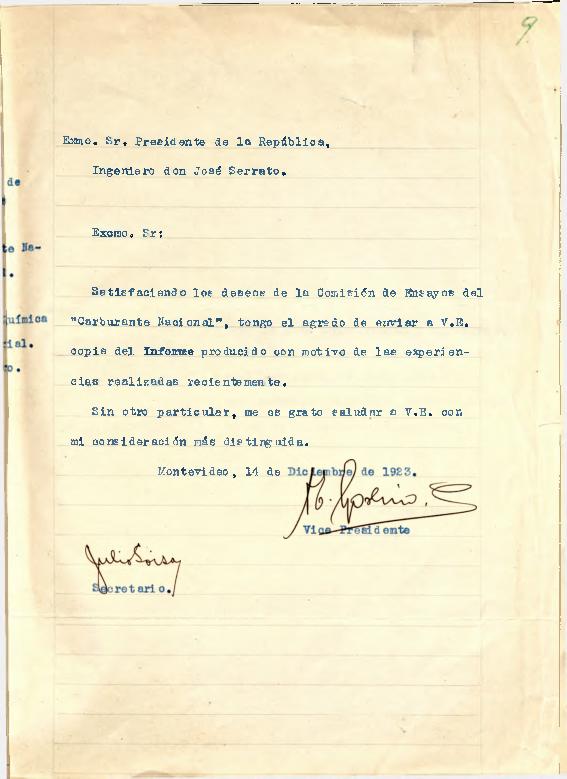 9
Exmo. Sr. Presidente de la República,
Ingeniero don José Serrato.
de
Excmo. Sr:
te Na-
l.
Satisfaciendo los deseos de la Comisión de Ensayos del
química
"Carburante Nacional", tengo el agrado de enviar a V.E.
ial.
copia del Informe producido con motivo de las experien-
o.
cias realizadas recientemente.
Sin otro particular, me es grato saludar a V.E. con
mi consideración más distinguida.
Montevideo, 14 de Diciembre de 1923.
Vice Presidente
Julio Soisa
Secretario.